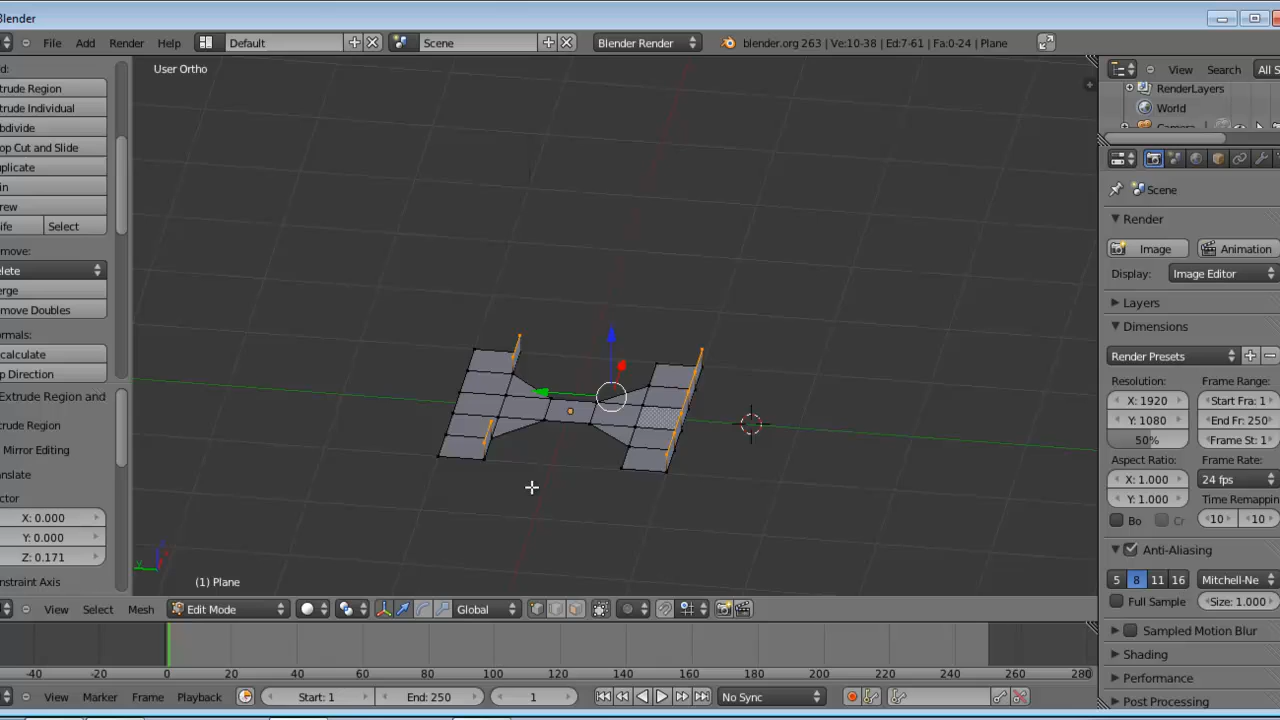 Blender
File Add Render Help Default Scene Blender Render blender.org 263 | Ve:10-38 | Ed:7-61 | Fa:0-24 | Plane
User Ortho
trude Region
trude Individual
bdivide
op Cut and Slide
uplicate
in
rew
ife Select
move:
elete
erge
move Doubles
ormals:
calculate
p Direction
Extrude Region and
trude Region
Mirror Editing
anslate
ctor
X: 0.000
Y: 0.000
Z: 0.171
nstraint Axis
(1) Plane
View Select Mesh Edit Mode Global
-40 -20 0 20 40 60 80 100 120 140 160 180 200 220 240 260 280
View Marker Frame Playback Start: 1 End: 250 1 No Sync
View Search All S
RenderLayers
World
Camera
Scene
Render
Image Animation
Display: Image Editor
Layers
Dimensions
Render Presets
Resolution: Frame Range:
X: 1920 Start Fra: 1
Y: 1080 End Fr: 250
50% Frame St: 1
Aspect Ratio: Frame Rate:
X: 1.000 24 fps
Y: 1.000 Time Remappin
Bo Cr 10 10
Anti-Aliasing
5 8 11 16 Mitchell-Ne
Full Sample Size: 1.000
Sampled Motion Blur
Shading
Performance
Post Processing